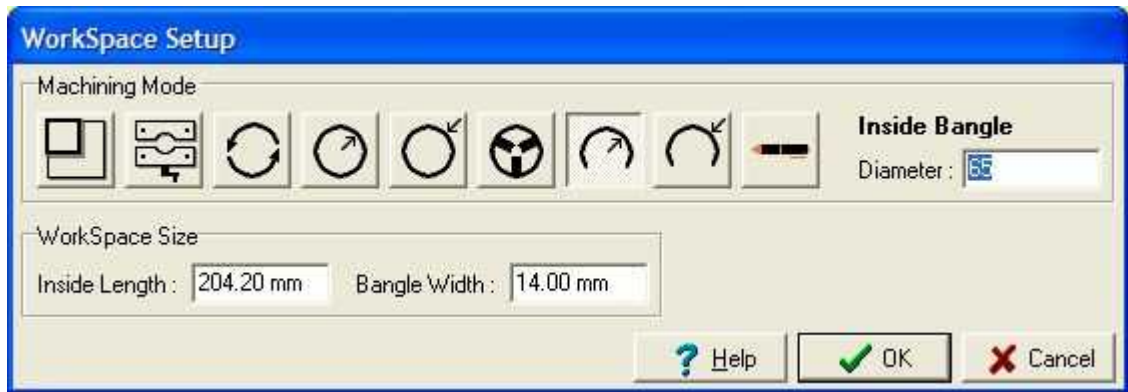 WorkSpace Setup
Machining Mode
Inside Bangle
Diameter : 65
WorkSpace Size
Inside Length : 204.20 mm Bangle Width : 14.00 mm
Help OK Cancel